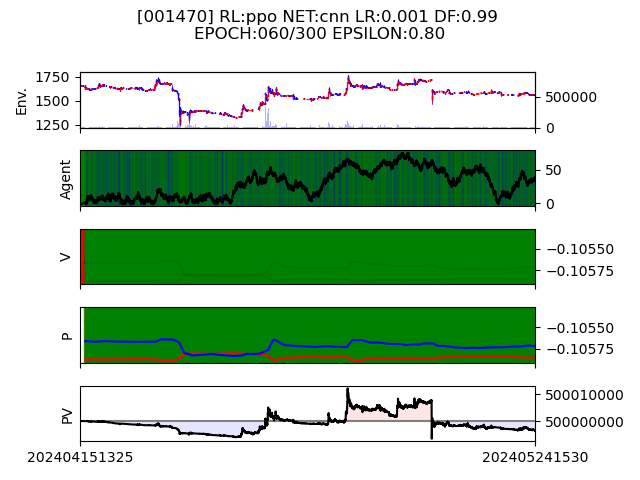 [001470] RL:ppo NET:cnn LR:0.001 DF:0.99
EPOCH:060/300 EPSILON:0.80
Env.
1750
1500
1250
500000
0
Agent
50
0
V
−0.10550
−0.10575
P
−0.10550
−0.10575
PV
500010000
500000000
202404151325
202405241530